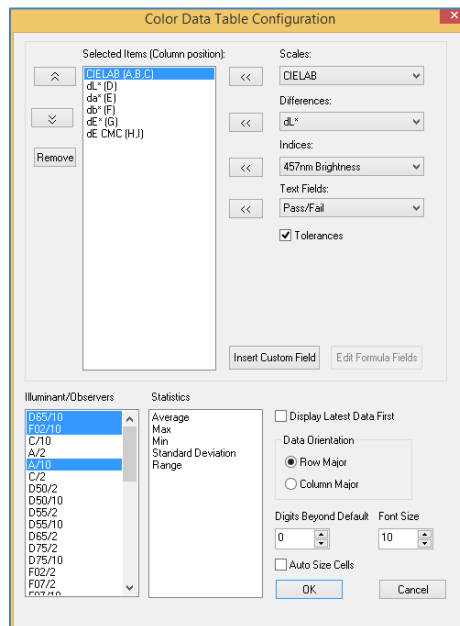 Color Data Table Configuration
Selected Items (Column position):
CIELAB (A,B,C)
dL* (D)
da* (E)
db* (F)
dE* (G)
dE CMC (H,I)
Remove
Scales:
<< CIELAB
Differences:
<< dL*
Indices:
<< 457nm Brightness
Text Fields:
<< Pass/Fail
Tolerances
Insert Custom Field Edit Formula Fields
Illuminant/Observers
D65/10
F02/10
C/10
A/2
A/10
C/2
D50/2
D50/10
D55/2
D55/10
D65/2
D75/2
D75/10
F02/2
F07/2
F07/10
Statistics
Average
Max
Min
Standard Deviation
Range
Display Latest Data First
Data Orientation
Row Major
Column Major
Digits Beyond Default Font Size
0 10
Auto Size Cells
OK Cancel